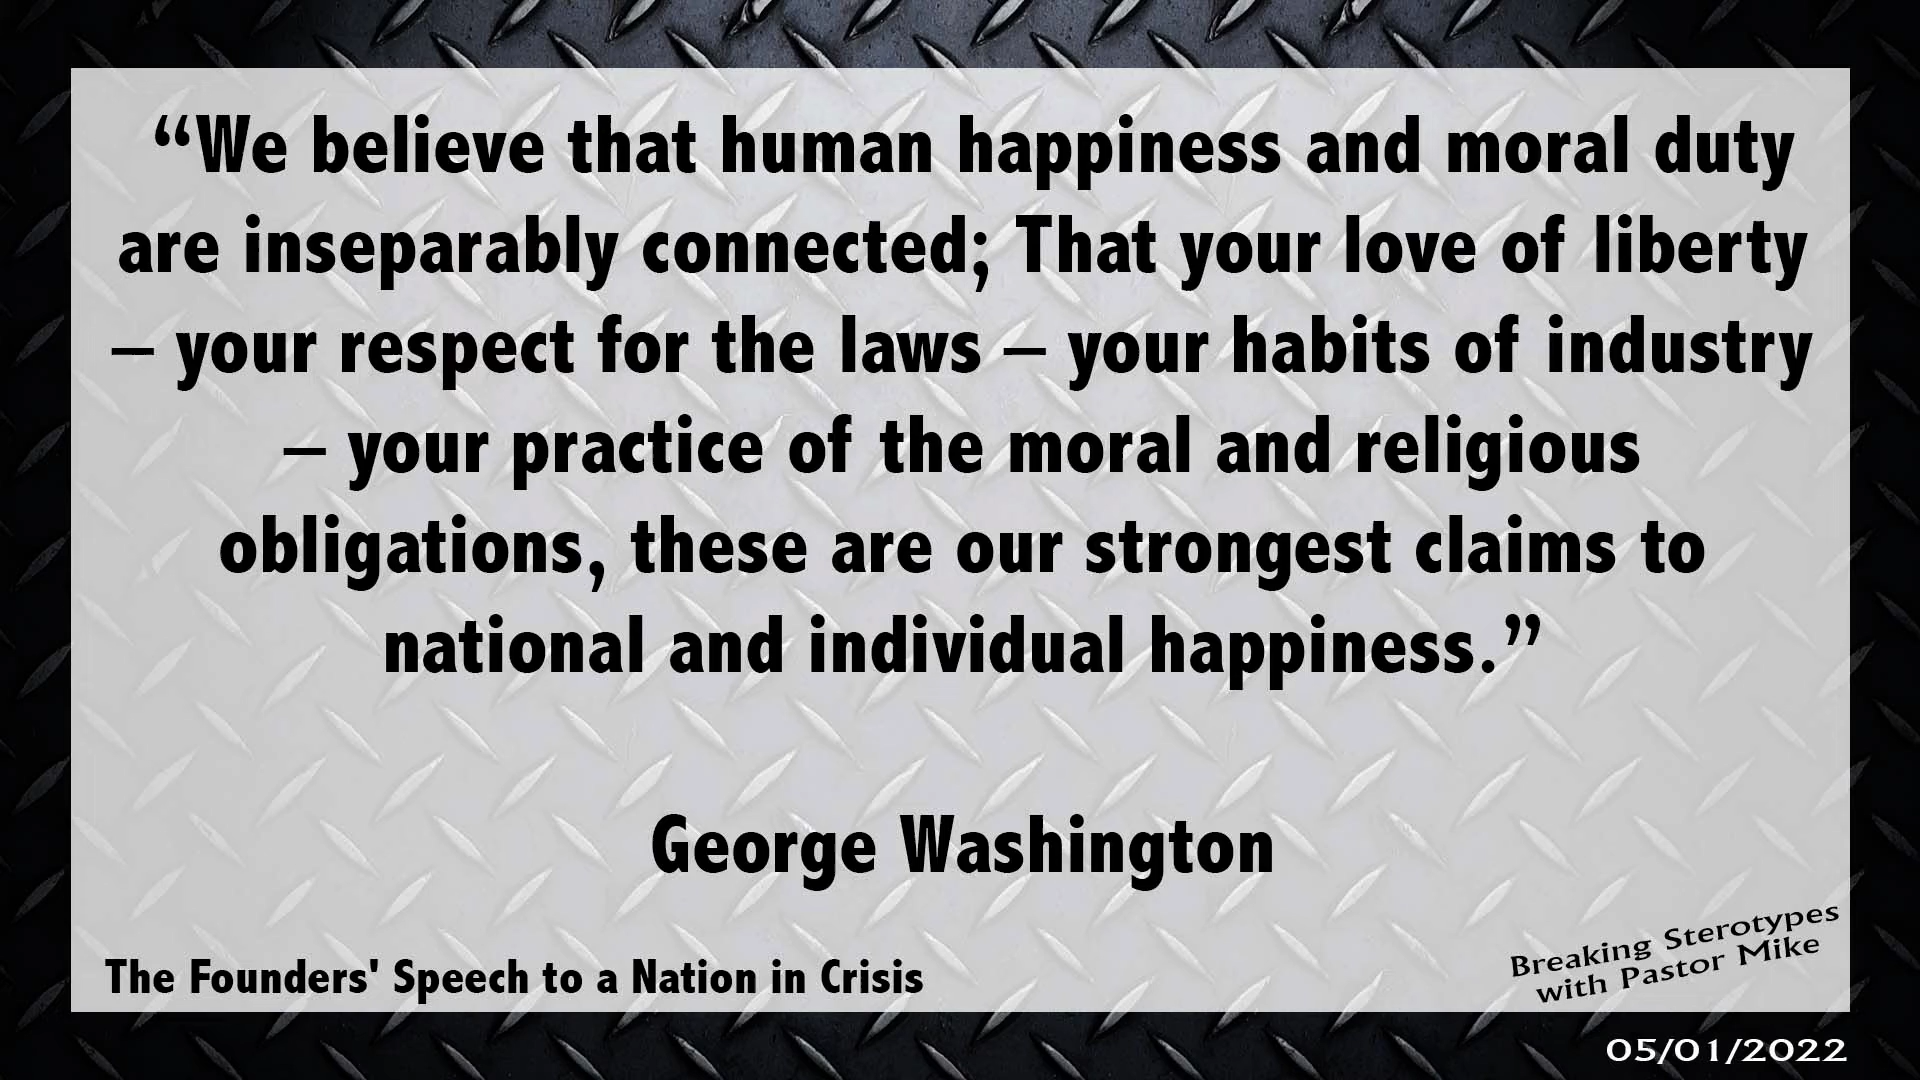 “We believe that human happiness and moral duty
are inseparably connected; That your love of liberty
– your respect for the laws – your habits of industry
– your practice of the moral and religious
obligations, these are our strongest claims to
national and individual happiness.”
George Washington
The Founders' Speech to a Nation in Crisis
Breaking Sterotypes
with Pastor Mike
05/01/2022